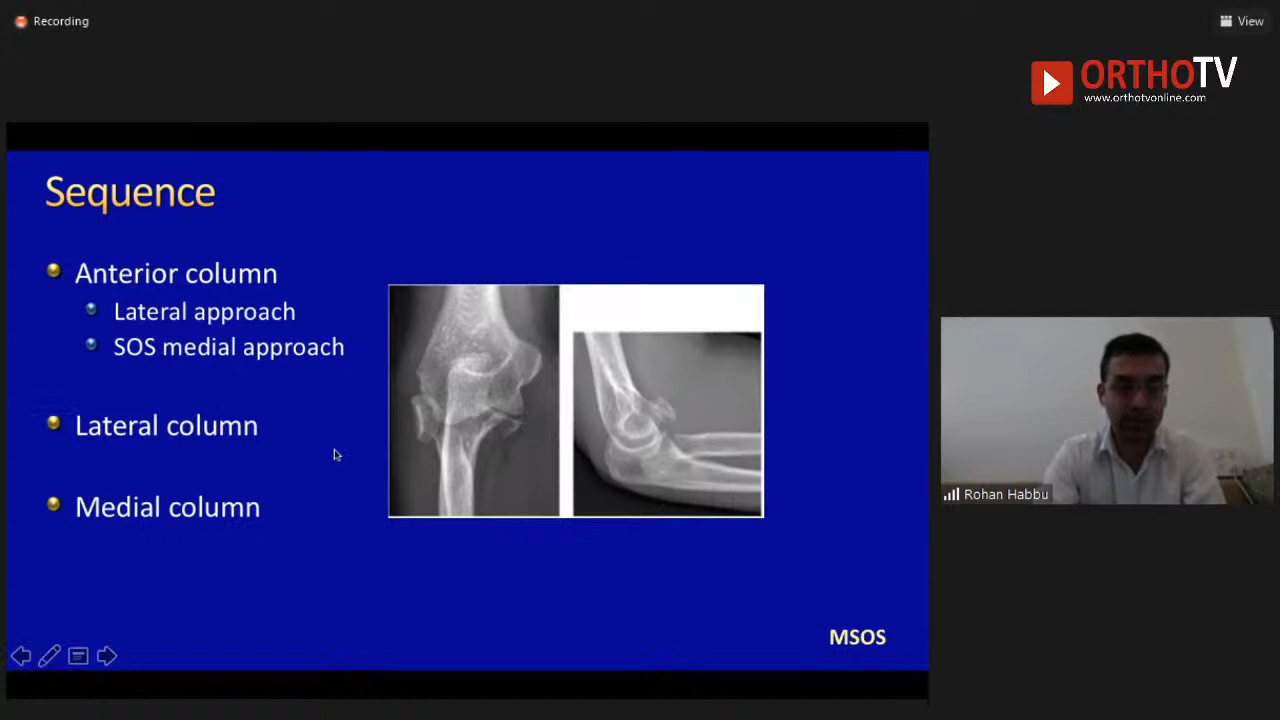 Recording
View
ORTHOTV
www.orthotvonline.com
Sequence
Anterior column
Lateral approach
SOS medial approach
Lateral column
Medial column
MSOS
Rohan Habbu